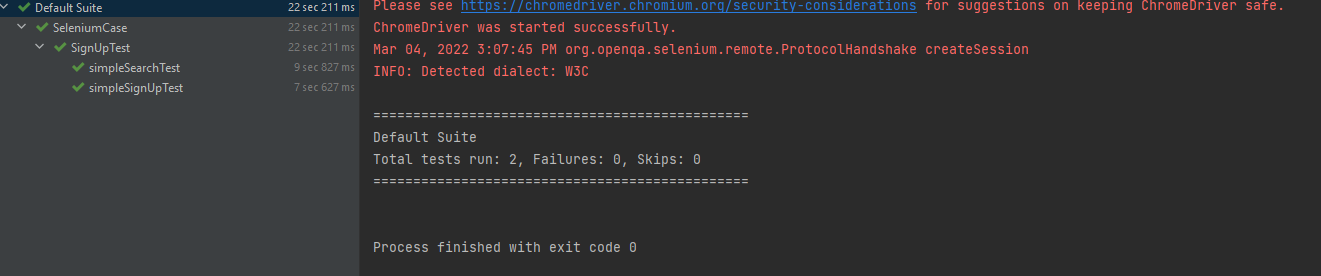 Default Suite 22 sec 211 ms
SeleniumCase 22 sec 211 ms
SignUpTest 22 sec 211 ms
simpleSearchTest 9 sec 827 ms
simpleSignUpTest 7 sec 627 ms
Please see https://chromedriver.chromium.org/security-considerations for suggestions on keeping ChromeDriver safe.
ChromeDriver was started successfully.
Mar 04, 2022 3:07:45 PM org.openqa.selenium.remote.ProtocolHandshake createSession
INFO: Detected dialect: W3C
===============================================
Default Suite
Total tests run: 2, Failures: 0, Skips: 0
===============================================
Process finished with exit code 0